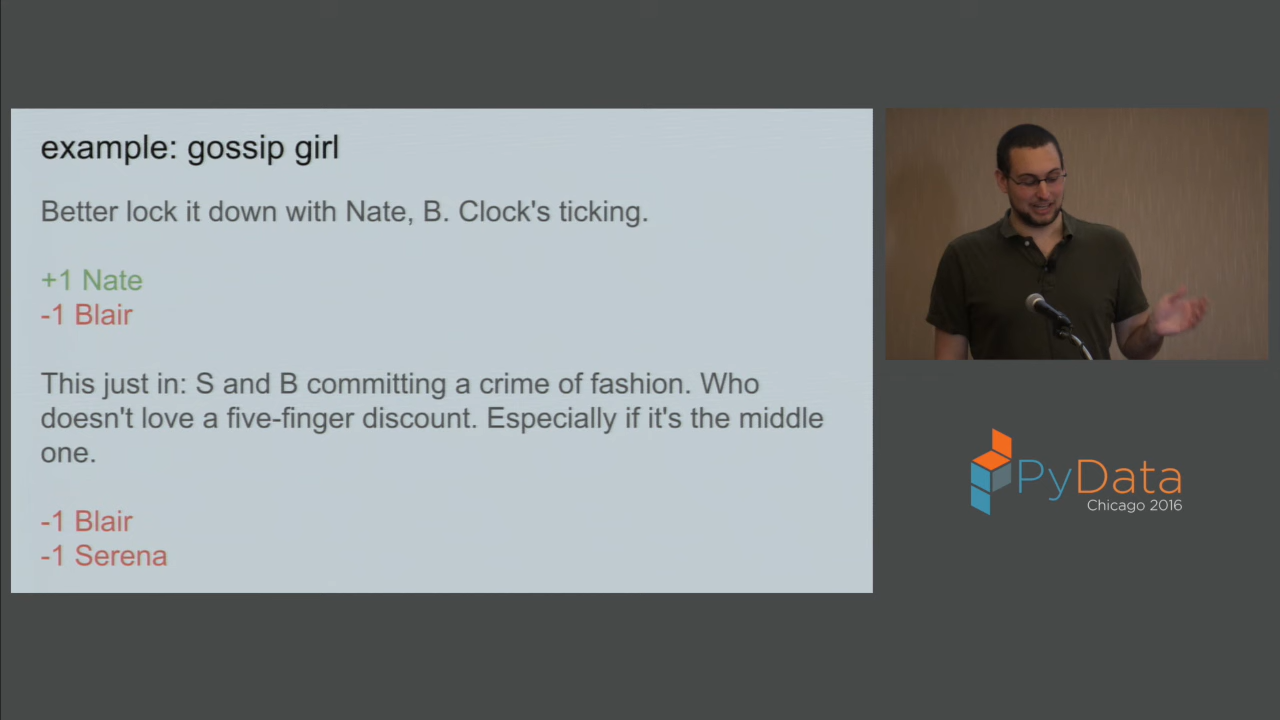 example: gossip girl
Better lock it down with Nate, B. Clock's ticking.
+1 Nate
-1 Blair
This just in: S and B committing a crime of fashion. Who
doesn't love a five-finger discount. Especially if it's the middle
one.
-1 Blair
-1 Serena
PyData
Chicago 2016